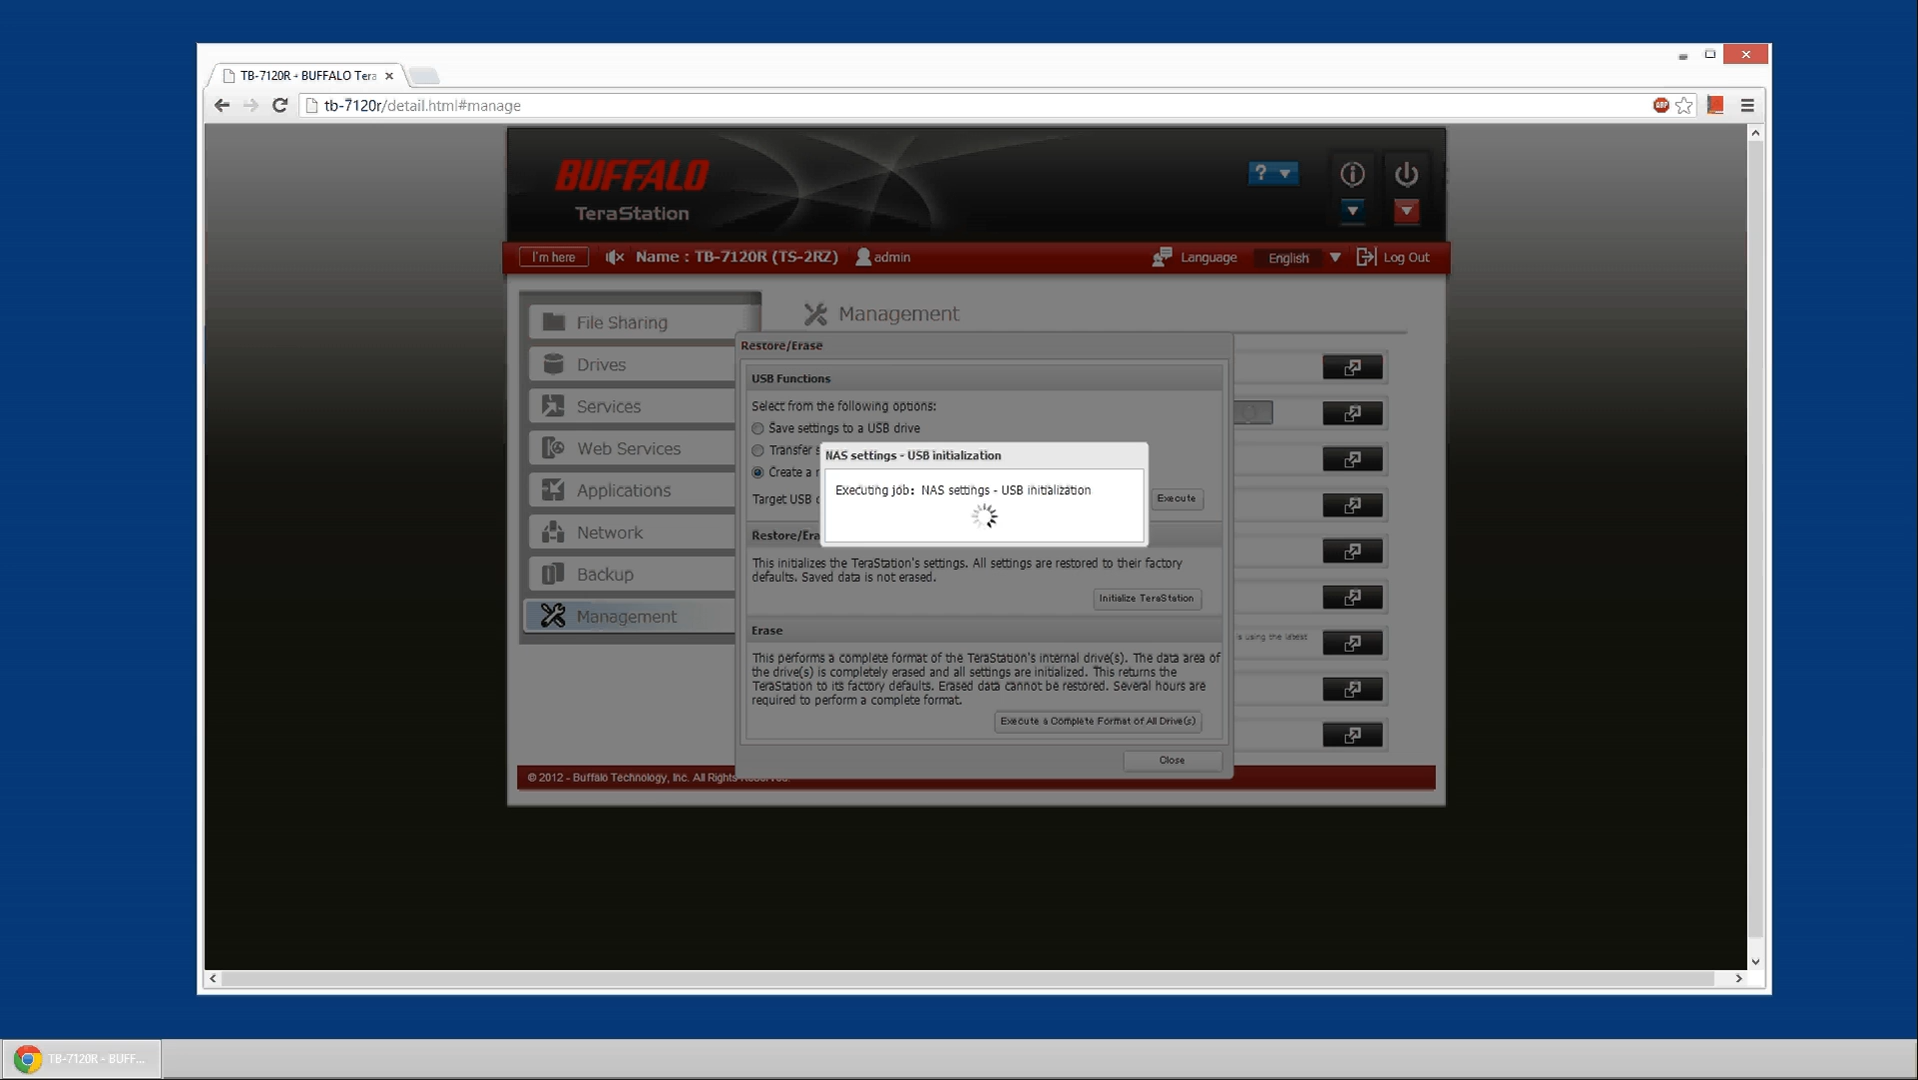 TB-7120R - BUFFALO Tera
tb-7120r/detail.html#manage
ABP
BUFFALO
TeraStation
?
I'm here
Name : TB-7120R (TS-2RZ)
admin
Language
English
Log Out
File Sharing
Drives
Services
Web Services
Applications
Network
Backup
Management
Management
Restore/Erase
USB Functions
Select from the following options:
Save settings to a USB drive
Transfer
Create a
Target USB
Execute
NAS settings - USB initialization
Executing job: NAS settings - USB initialization
Restore/Era
This initializes the TeraStation's settings. All settings are restored to their factory
defaults. Saved data is not erased.
Initialize TeraStation
Erase
This performs a complete format of the TeraStation's internal drive(s). The data area of
the drive(s) is completely erased and all settings are initialized. This returns the
TeraStation to its factory defaults. Erased data cannot be restored. Several hours are
required to perform a complete format.
Execute a Complete Format of All Drive(s)
Close
s using the latest
© 2012 - Buffalo Technology, Inc. All Rights
TB-7120R - BUFF...